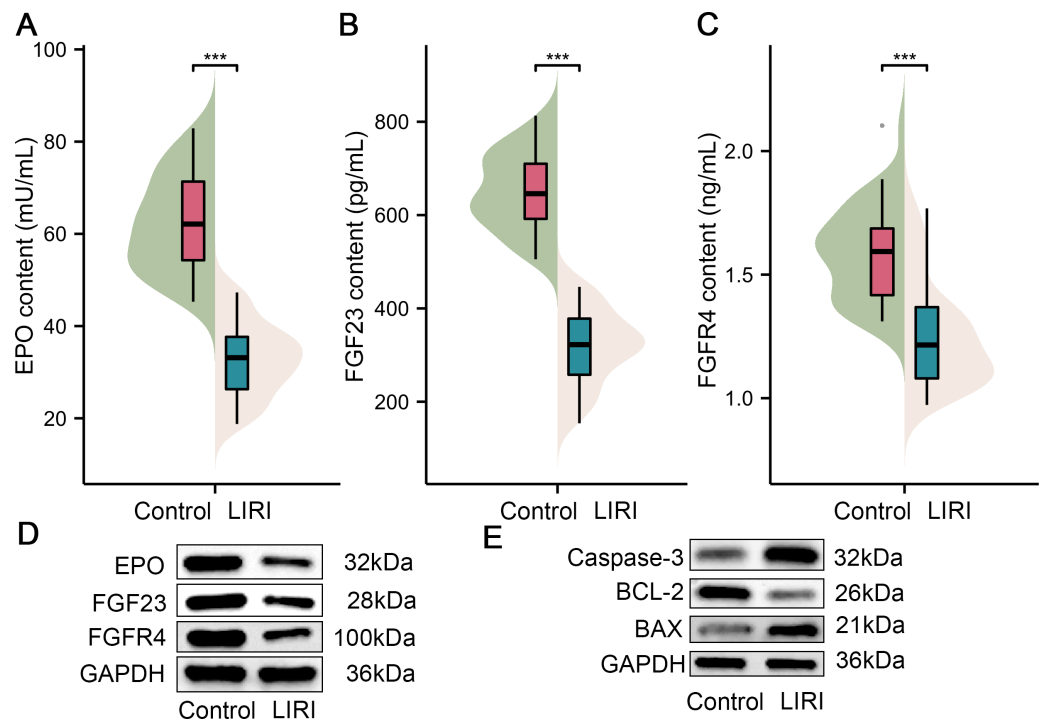 A
EPO content (mU/mL)
100
80
60
40
20
***
Control LIRI
B
FGF23 content (pg/mL)
800
600
400
200
***
Control LIRI
C
FGFR4 content (ng/mL)
2.0
1.5
1.0
***
Control LIRI
D
EPO 32kDa
FGF23 28kDa
FGFR4 100kDa
GAPDH 36kDa
Control LIRI
E
Caspase-3 32kDa
BCL-2 26kDa
BAX 21kDa
GAPDH 36kDa
Control LIRI